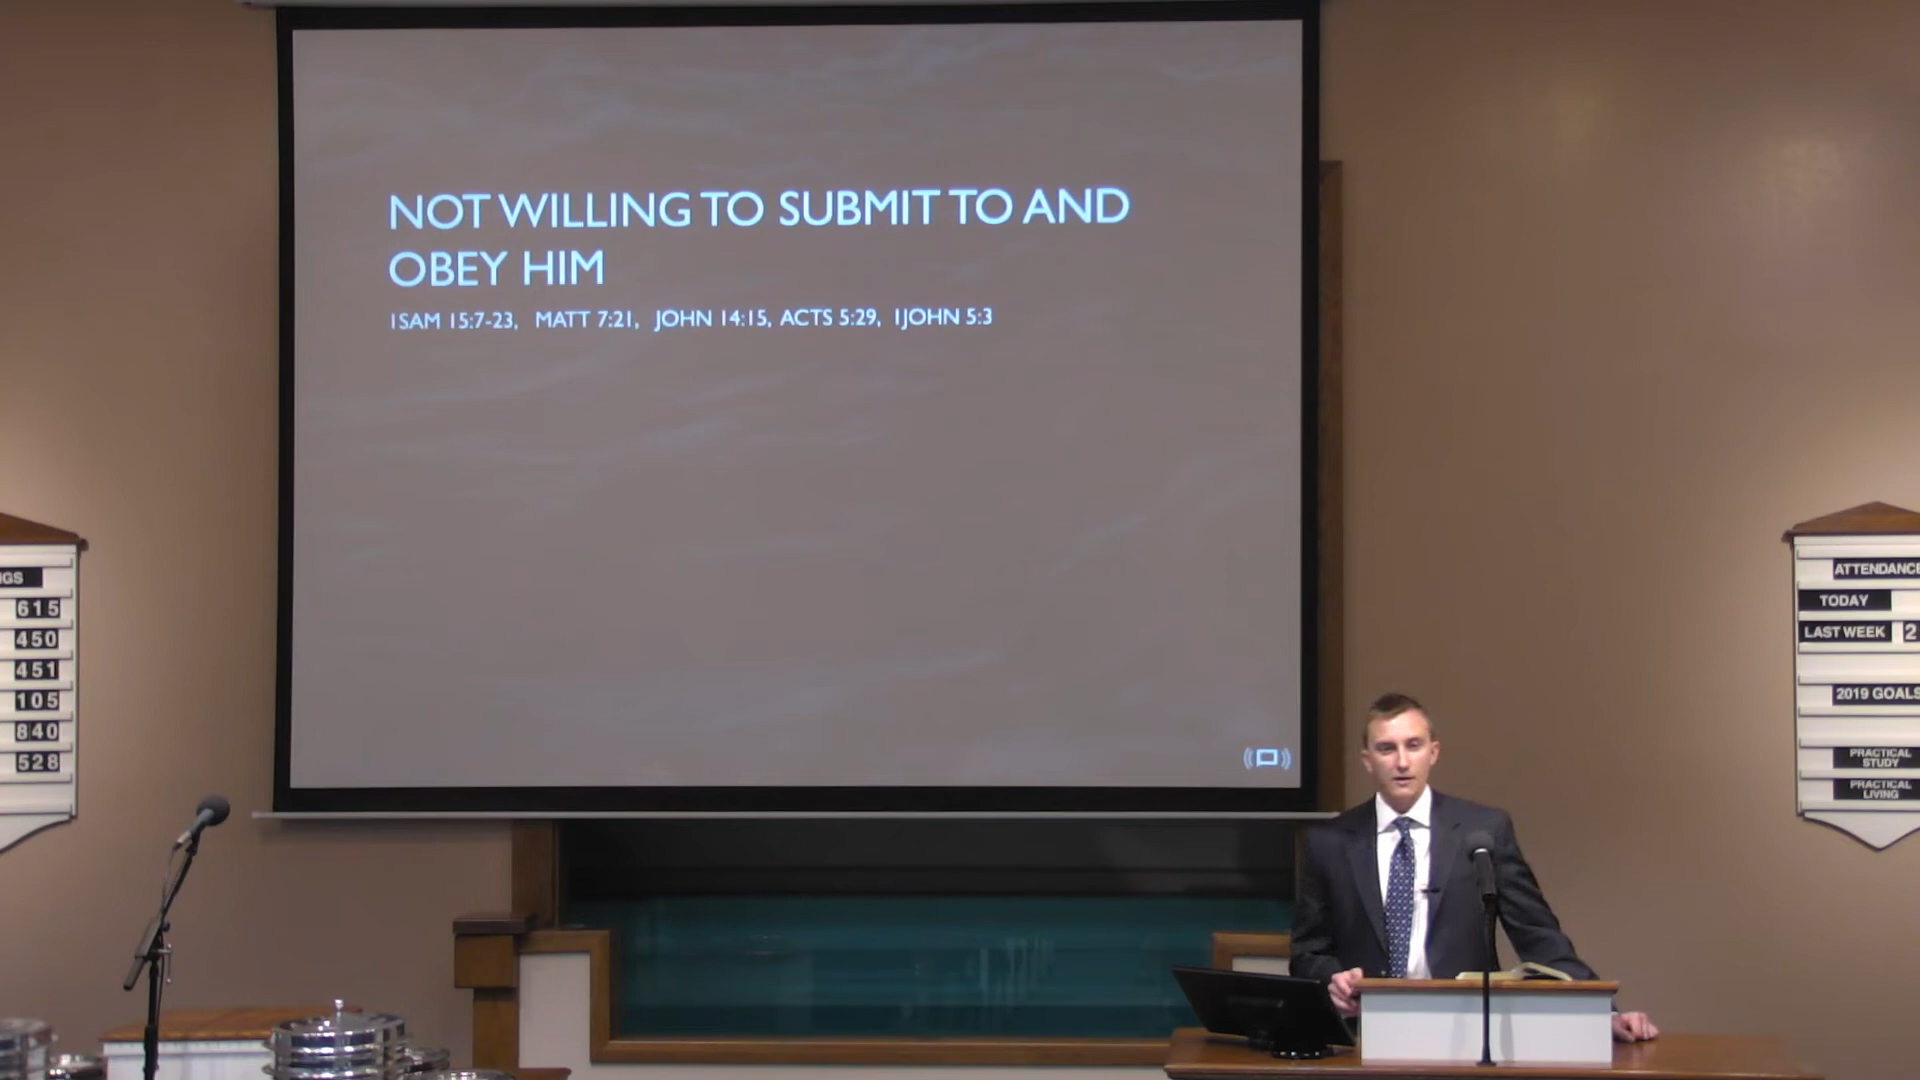 NOT WILLING TO SUBMIT TO AND
OBEY HIM
1SAM 15:7-23, MATT 7:21, JOHN 14:15, ACTS 5:29, 1JOHN 5:3
615
450
451
105
840
528
ATTENDANCE
TODAY
LAST WEEK 2
2019 GOALS
PRACTICAL
STUDY
PRACTICAL
LIVING